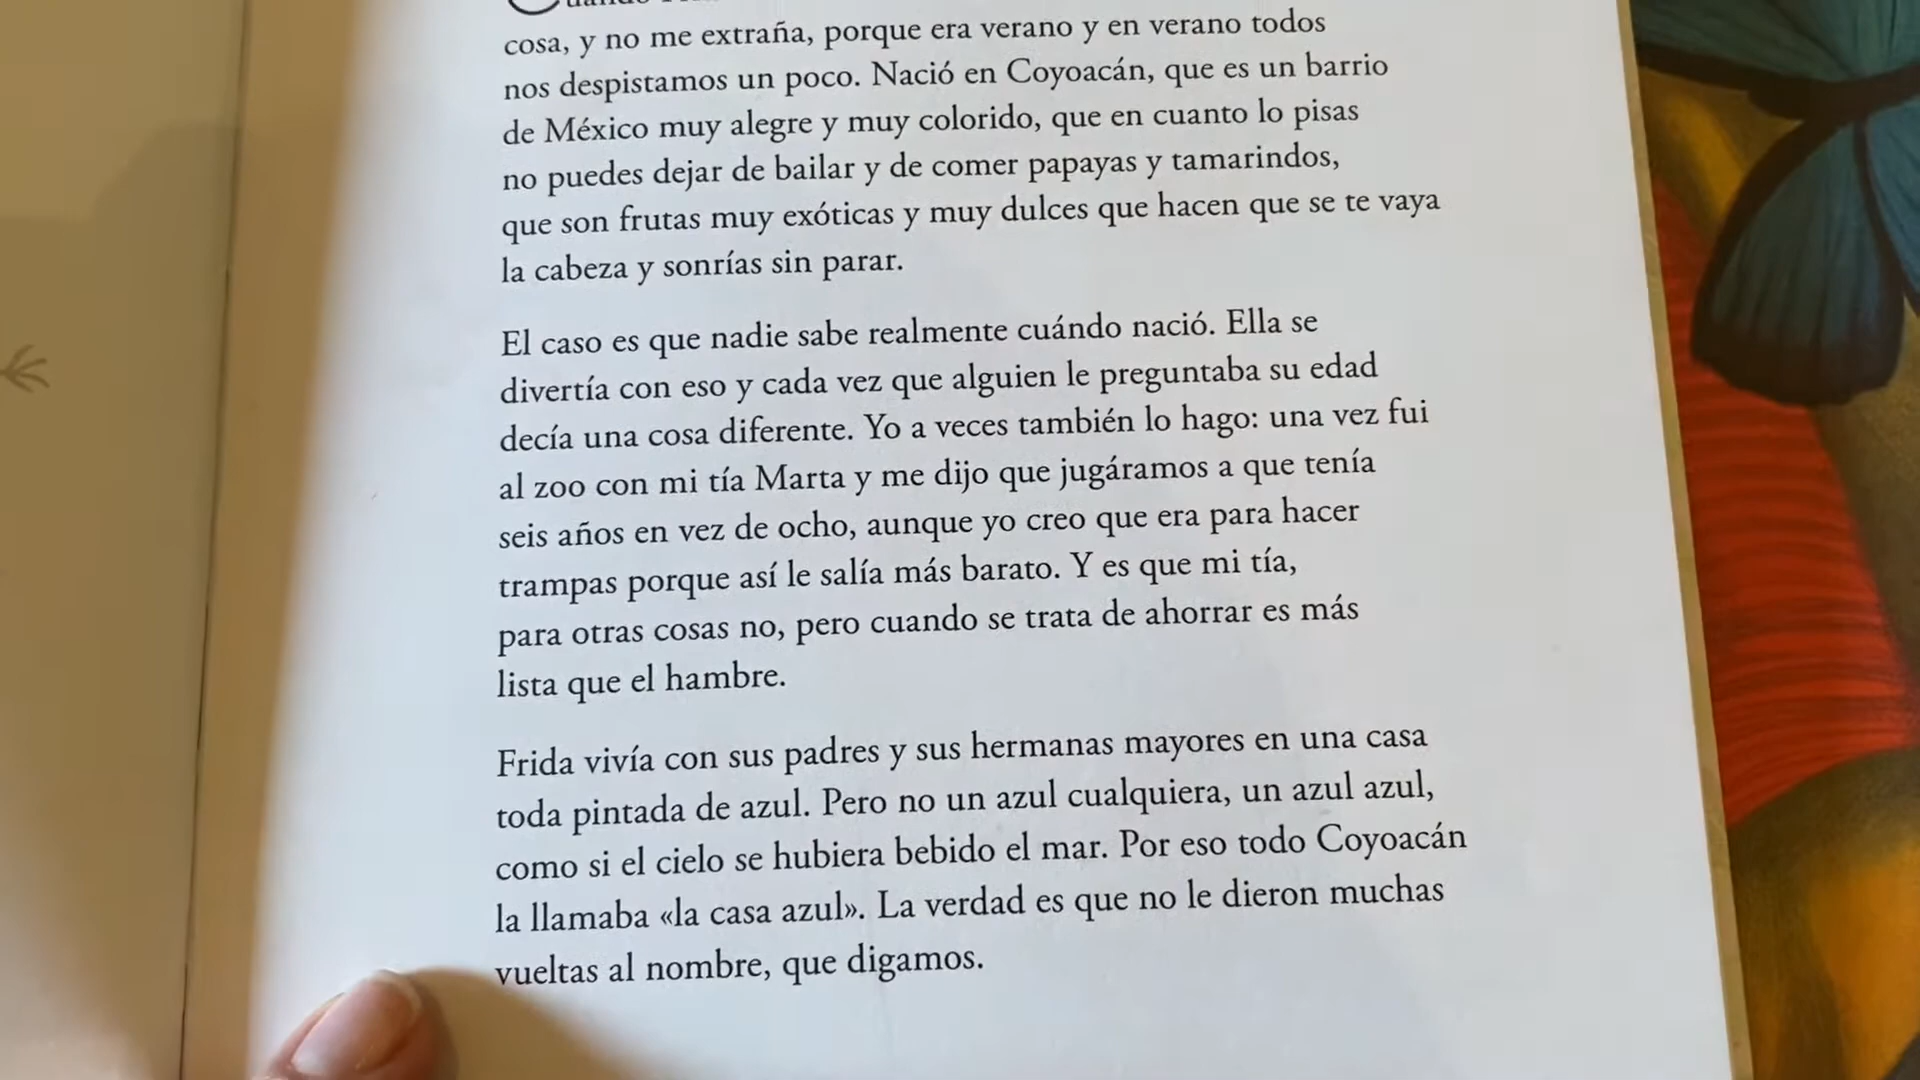 cosa, y no me extraña, porque era verano y en verano todos
nos despistamos un poco. Nació en Coyoacán, que es un barrio
de México muy alegre y muy colorido, que en cuanto lo pisas
no puedes dejar de bailar y de comer papayas y tamarindos,
que son frutas muy exóticas y muy dulces que hacen que se te vaya
la cabeza y sonrías sin parar.
El caso es que nadie sabe realmente cuándo nació. Ella se
divertía con eso y cada vez que alguien le preguntaba su edad
decía una cosa diferente. Yo a veces también lo hago: una vez fui
al zoo con mi tía Marta y me dijo que jugáramos a que tenía
seis años en vez de ocho, aunque yo creo que era para hacer
trampas porque así le salía más barato. Y es que mi tía,
para otras cosas no, pero cuando se trata de ahorrar es más
lista que el hambre.
Frida vivía con sus padres y sus hermanas mayores en una casa
toda pintada de azul. Pero no un azul cualquiera, un azul azul,
como si el cielo se hubiera bebido el mar. Por eso todo Coyoacán
la llamaba «la casa azul». La verdad es que no le dieron muchas
vueltas al nombre, que digamos.